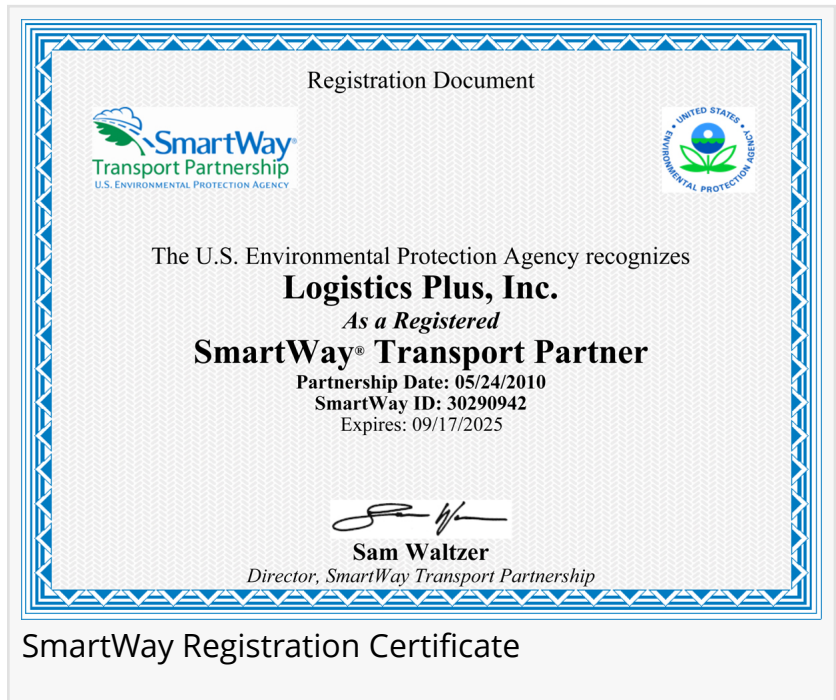 Registration Document
SmartWay®
Transport Partnership
U.S. ENVIRONMENTAL PROTECTION AGENCY
UNITED STATES • ENVIRONMENTAL PROTECTION AGENCY •
The U.S. Environmental Protection Agency recognizes
Logistics Plus, Inc.
As a Registered
SmartWay® Transport Partner
Partnership Date: 05/24/2010
SmartWay ID: 30290942
Expires: 09/17/2025
Sam Waltzer
Director, SmartWay Transport Partnership
SmartWay Registration Certificate